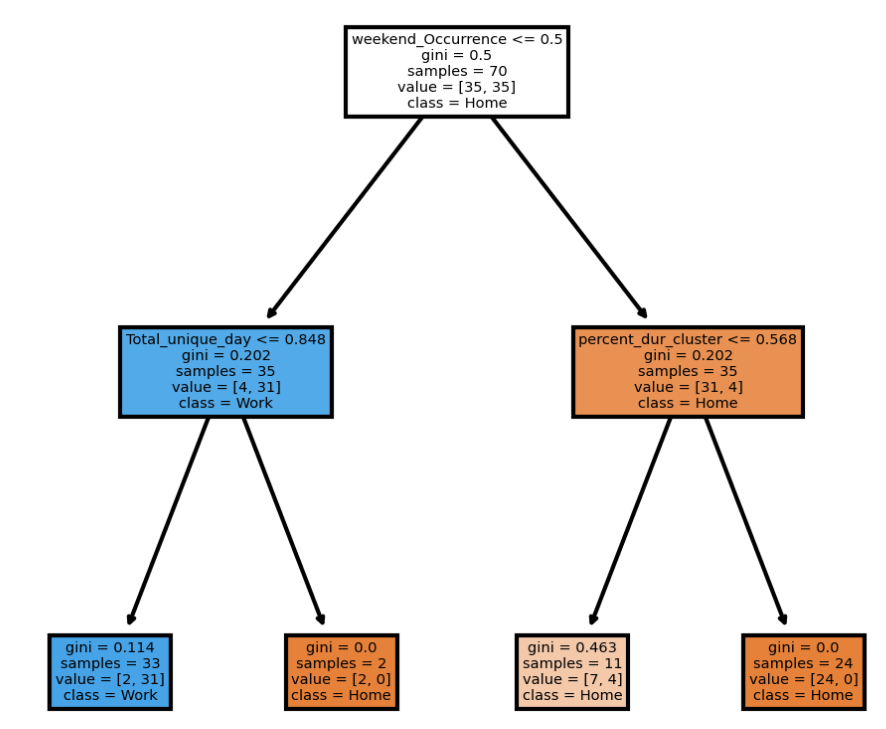 weekend_Occurrence <= 0.5
gini = 0.5
samples = 70
value = [35, 35]
class = Home
Total_unique_day <= 0.848
gini = 0.202
samples = 35
value = [4, 31]
class = Work
percent_dur_cluster <= 0.568
gini = 0.202
samples = 35
value = [31, 4]
class = Home
gini = 0.114
samples = 33
value = [2, 31]
class = Work
gini = 0.0
samples = 2
value = [2, 0]
class = Home
gini = 0.463
samples = 11
value = [7, 4]
class = Home
gini = 0.0
samples = 24
value = [24, 0]
class = Home